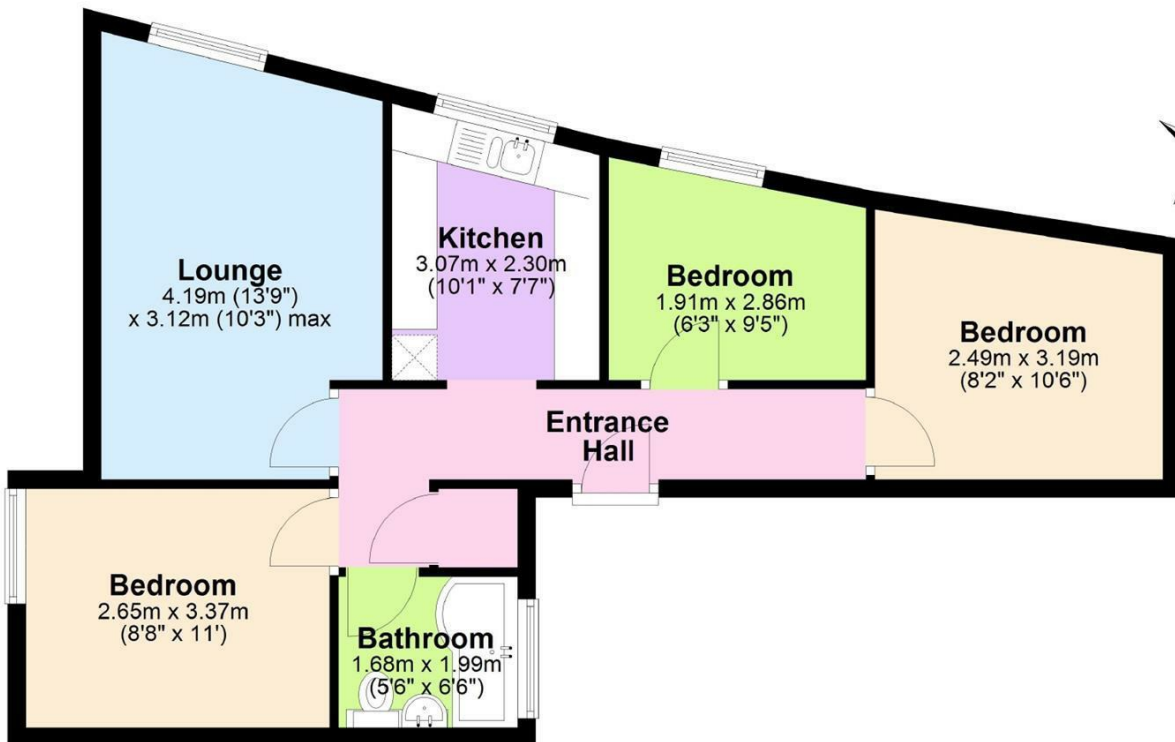 Lounge
4.19m (13'9")
x 3.12m (10'3") max
Kitchen
3.07m x 2.30m
(10'1" x 7'7")
Bedroom
1.91m x 2.86m
(6'3" x 9'5")
Bedroom
2.49m x 3.19m
(8'2" x 10'6")
Entrance
Hall
Bedroom
2.65m x 3.37m
(8'8" x 11')
Bathroom
1.68m x 1.99m
(5'6" x 6'6")